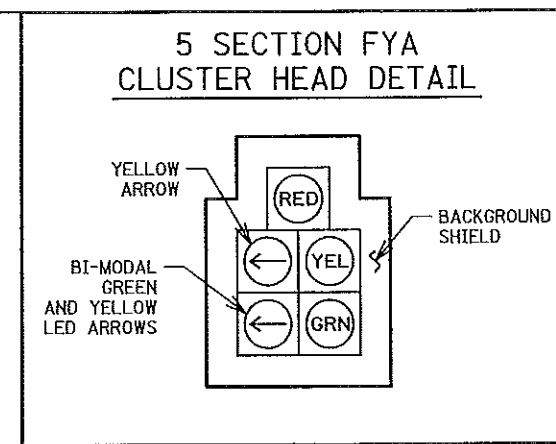 5 SECTION FYA
CLUSTER HEAD DETAIL
YELLOW
ARROW
RED
BACKGROUND
SHIELD
YEL
BI-MODAL
GREEN
AND YELLOW
LED ARROWS
GRN